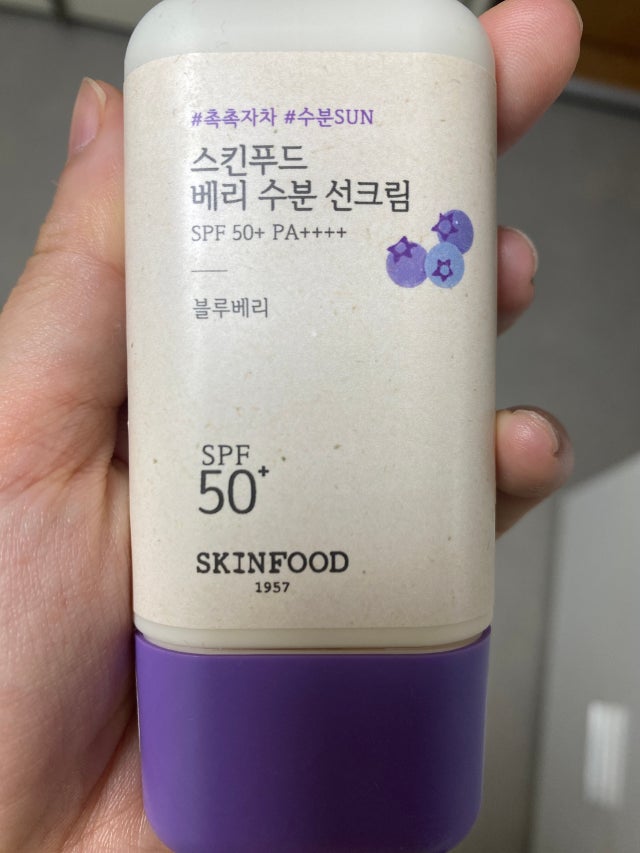 #촉촉자차 #수분SUN
스킨푸드
베리 수분 선크림
SPF 50+ PA++++
블루베리
SPF
50+
SKINFOOD
1957